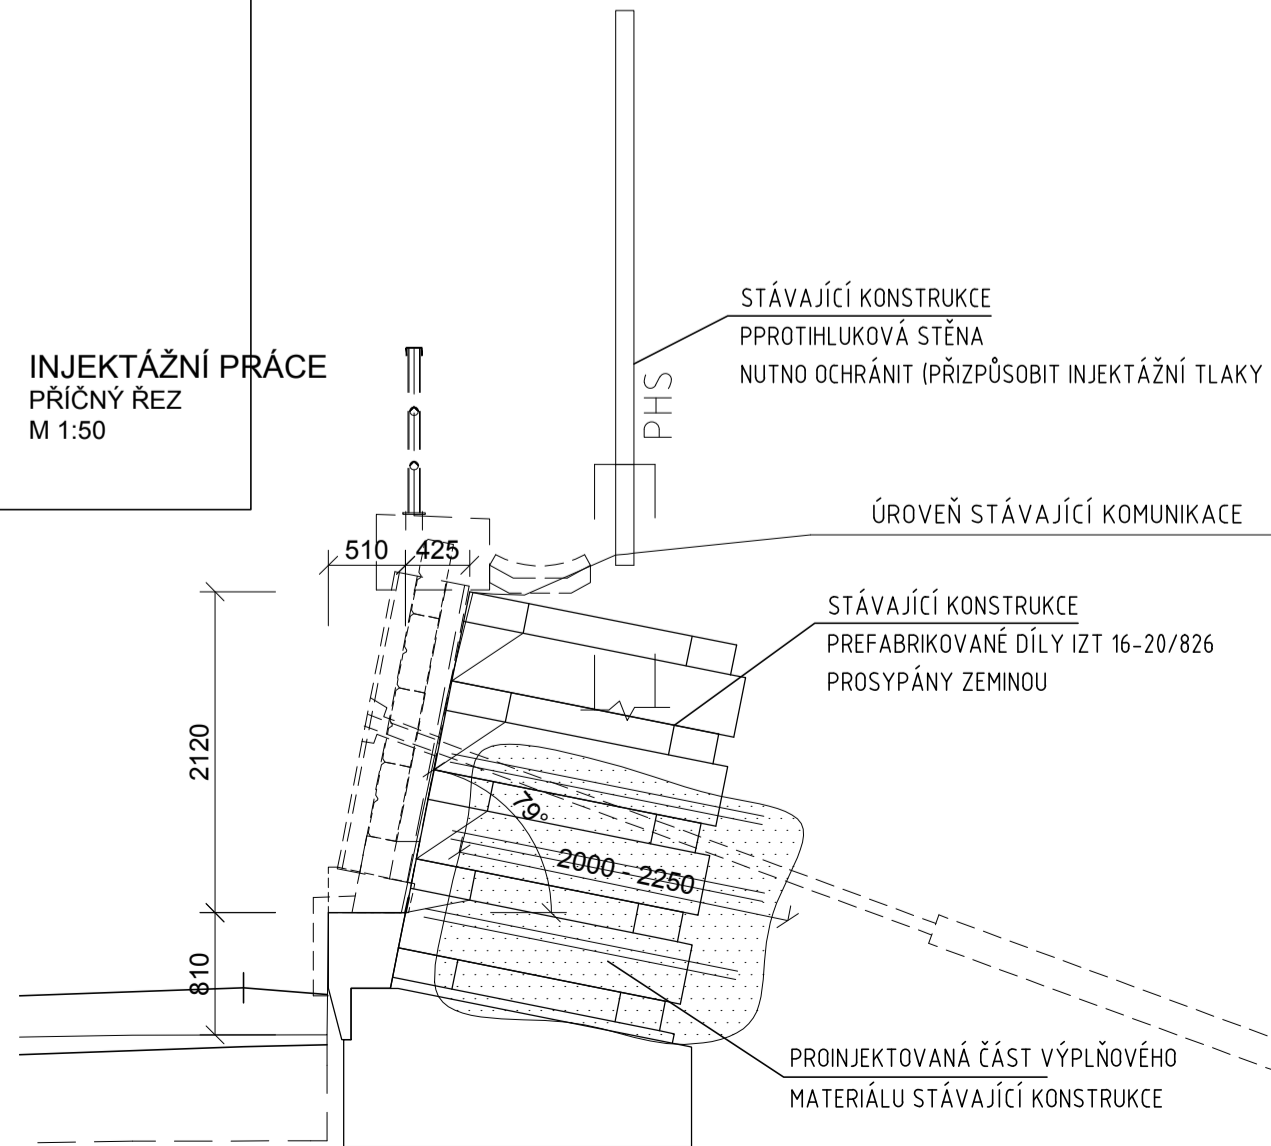 STÁVAJÍCÍ KONSTRUKCE
PPROTIHLUKOVÁ STĚNA
NUTNO OCHRÁNIT (PŘIZPŮSOBIT INJEKTÁŽNÍ TLAKY
INJEKTÁŽNÍ PRÁCE
PŘÍČNÝ ŘEZ
M 1:50
PHS
ÚROVEŇ STÁVAJÍCÍ KOMUNIKACE
510
425
STÁVAJÍCÍ KONSTRUKCE
PREFABRIKOVANÉ DÍLY IZT 16-20/826
PROSYPÁNY ZEMINOU
2120
79°
2000 - 2250
810
PROINJEKTOVANÁ ČÁST VÝPLŇOVÉHO
MATERIÁLU STÁVAJÍCÍ KONSTRUKCE